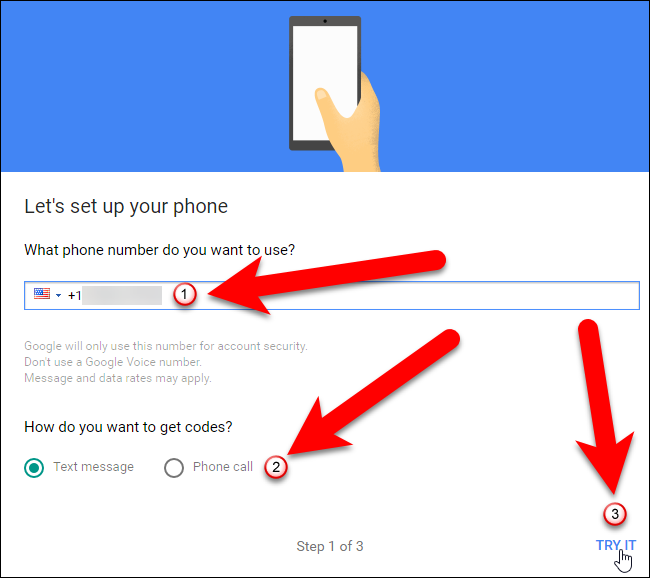 Let's set up your phone
What phone number do you want to use?
+1
1
Google will only use this number for account security.
Don't use a Google Voice number.
Message and data rates may apply.
How do you want to get codes?
Text message Phone call 2
3
Step 1 of 3 TRY IT